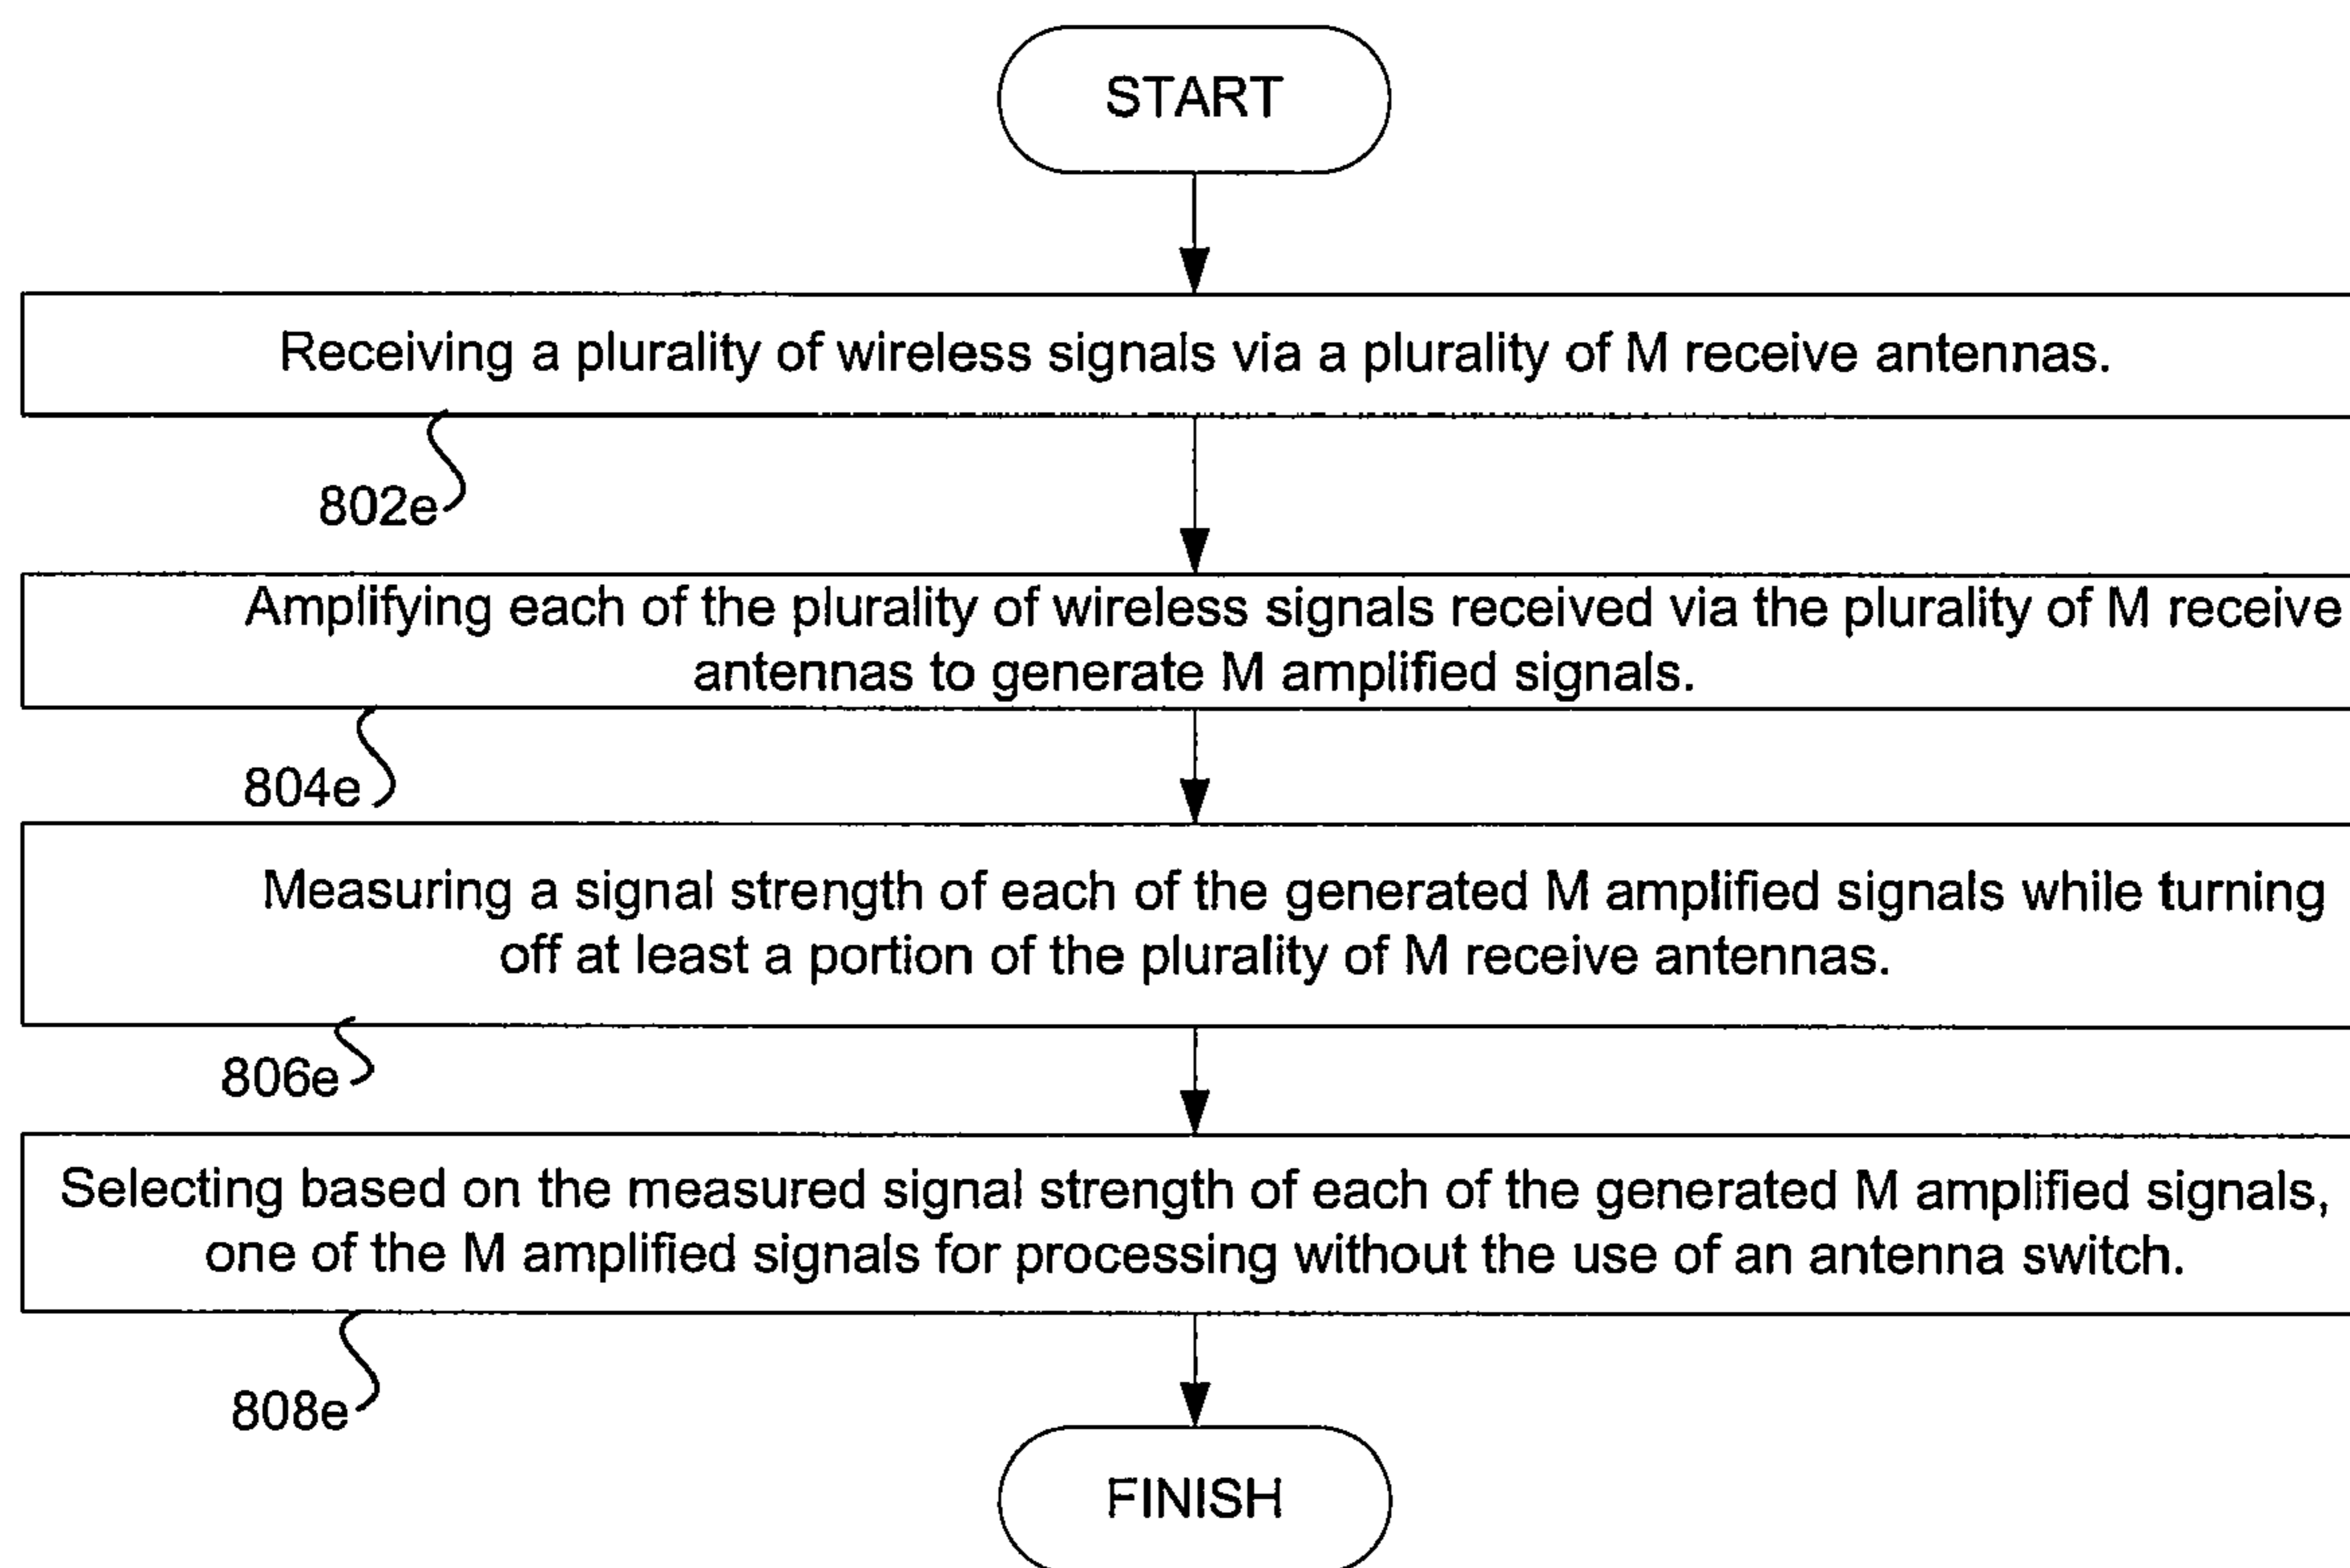 START
Receiving a plurality of wireless signals via a plurality of M receive antennas.
802e
Amplifying each of the plurality of wireless signals received via the plurality of M receive
antennas to generate M amplified signals.
804e
Measuring a signal strength of each of the generated M amplified signals while turning
off at least a portion of the plurality of M receive antennas.
806e
Selecting based on the measured signal strength of each of the generated M amplified signals,
one of the M amplified signals for processing without the use of an antenna switch.
808e
FINISH